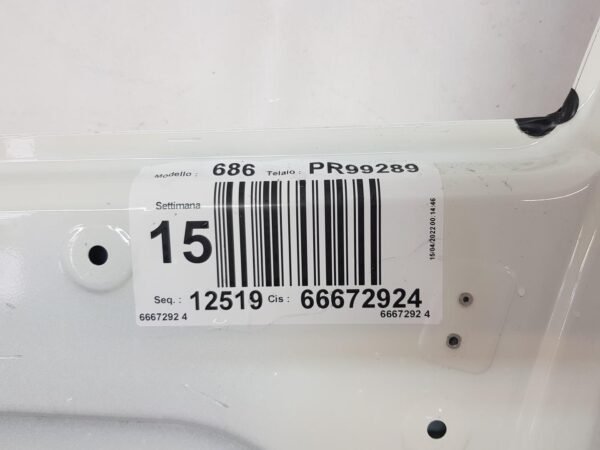 Modello : 686 Telaio : PR99289
Settimana
15
15/04/2022 00.14.46
Seq. : 12519 Cis : 66672924
6667292 4 6667292 4